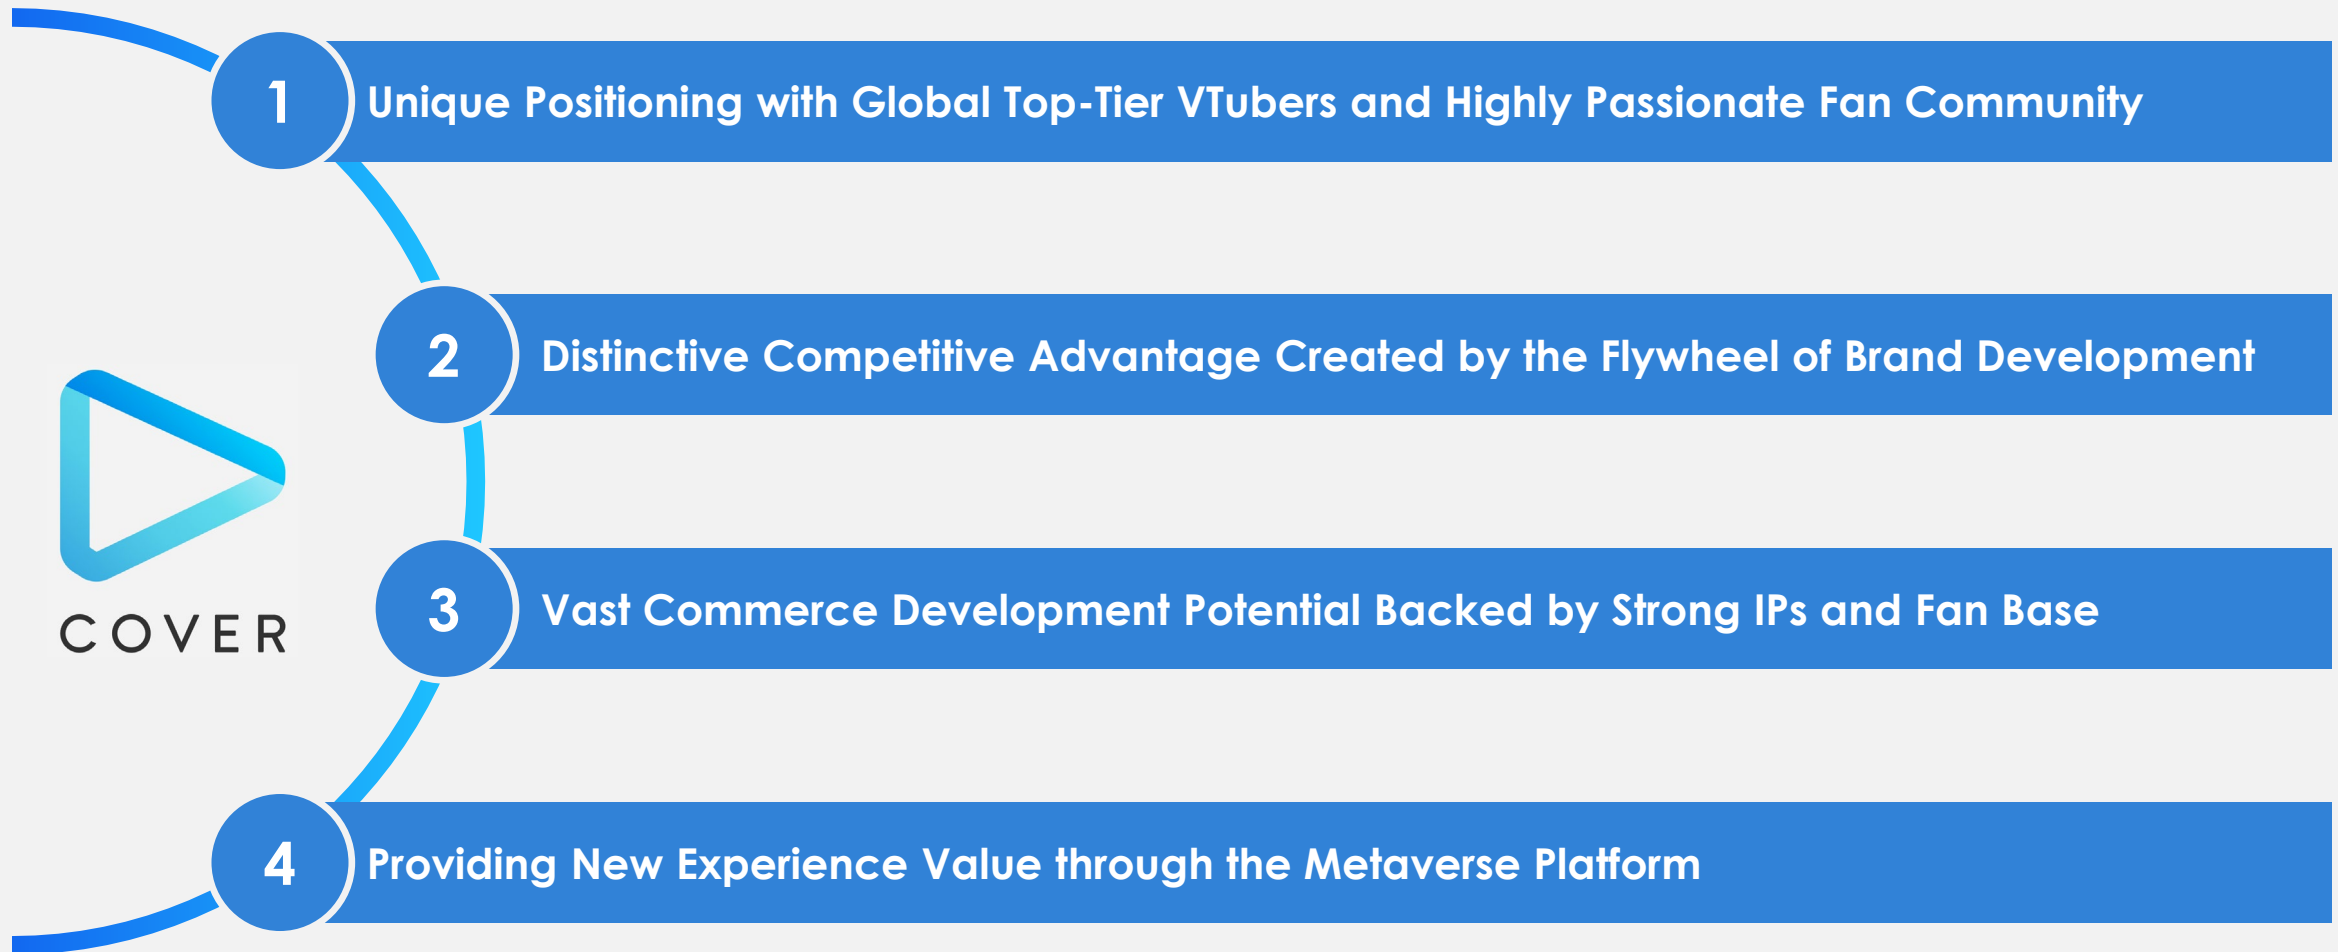 1
Unique Positioning with Global Top-Tier VTubers and Highly Passionate Fan Community
2
Distinctive Competitive Advantage Created by the Flywheel of Brand Development
COVER
3
Vast Commerce Development Potential Backed by Strong IPs and Fan Base
4
Providing New Experience Value through the Metaverse Platform